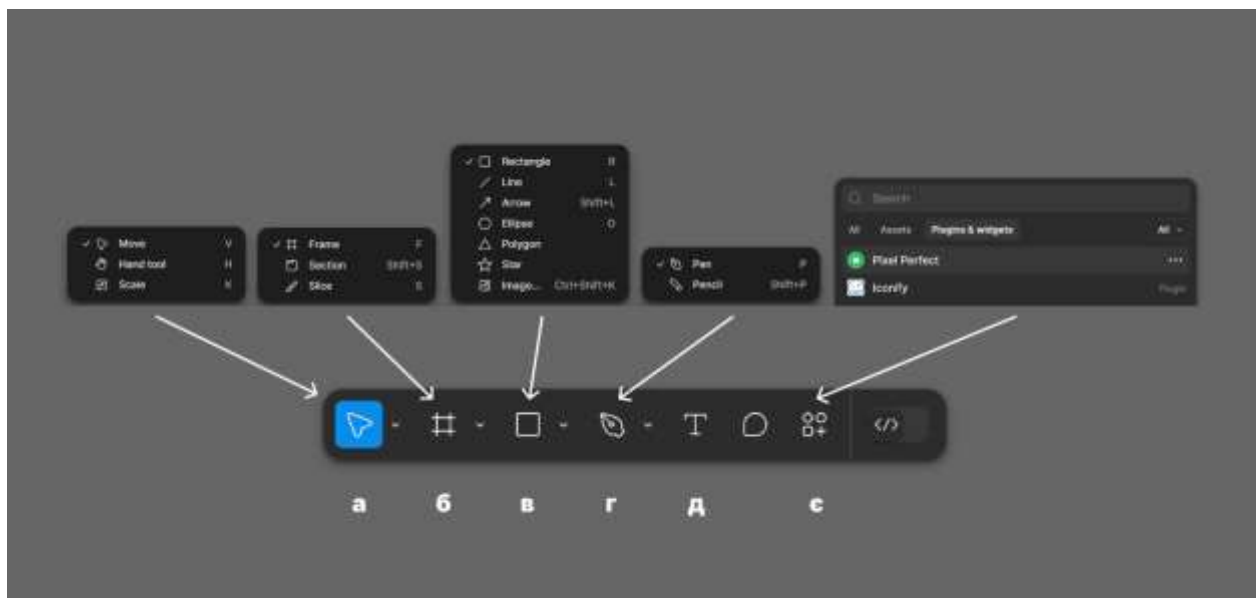 Move V
Hand tool H
Scale K
Frame F
Section Shift+S
Slice S
Rectangle R
Line L
Arrow Shift+L
Ellipse O
Polygon
Star
Image... Ctrl+Shift+K
Pen P
Pencil Shift+P
Search
All Assets Plugins & widgets All
Pixel Perfect
Iconify Plugin
а б в г д є